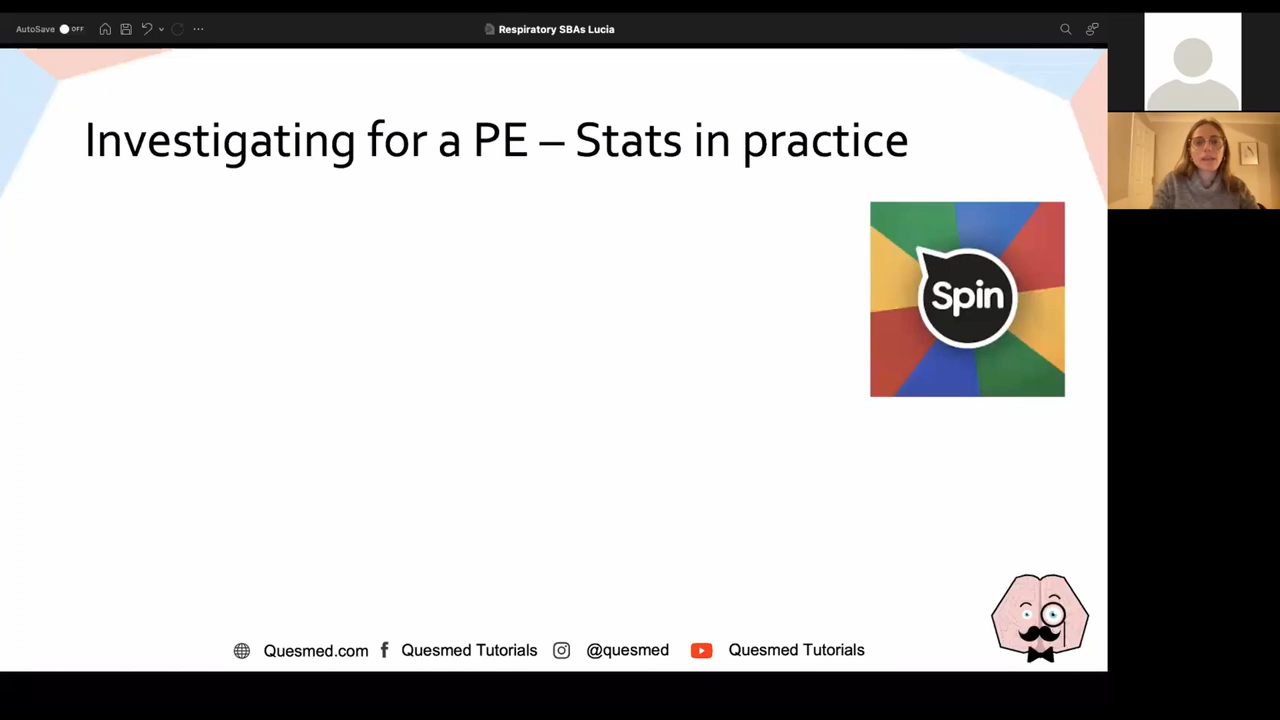 AutoSave OFF
Respiratory SBAs Lucia
Investigating for a PE – Stats in practice
Spin
Quesmed.com Quesmed Tutorials @quesmed Quesmed Tutorials